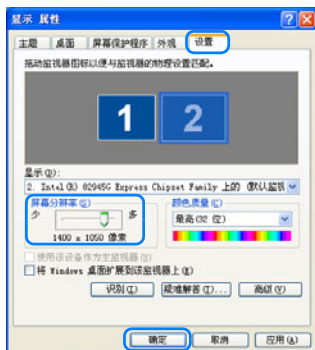 显示 属性
主题 桌面 屏幕保护程序 外观 设置
拖动监视器图标以便与监视器的物理设置匹配。
1 2
显示(D):
2. Intel(R) 82945G Express Chipset Family 上的 (默认监视
屏幕分辨率(S)
少 多
1400 x 1050 像素
颜色质量(C)
最高(32 位)
使用该设备作为主监视器(U)
将 Windows 桌面扩展到该监视器上(E)
识别(I) 疑难解答(T)... 高级(V)
确定 取消 应用(A)